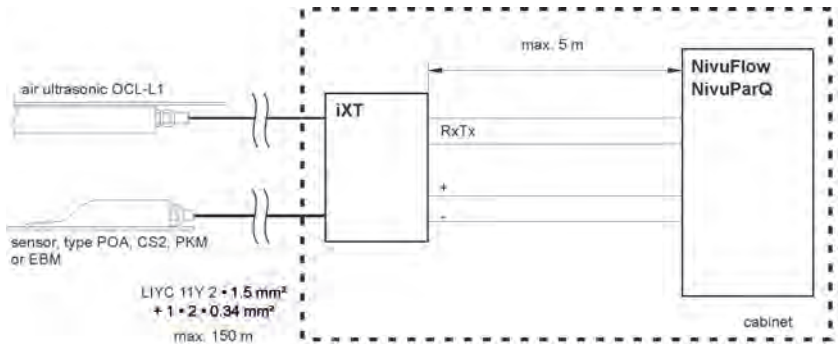 max. 5 m
NivuFlow
NivuParQ
air ultrasonic OCL-L1
iXT
RxTx
+
-
sensor, type POA, CS2, PKM
or EBM
LIYC 11Y 2 • 1.5 mm²
+ 1 • 2 • 0.34 mm²
max. 150 m
cabinet